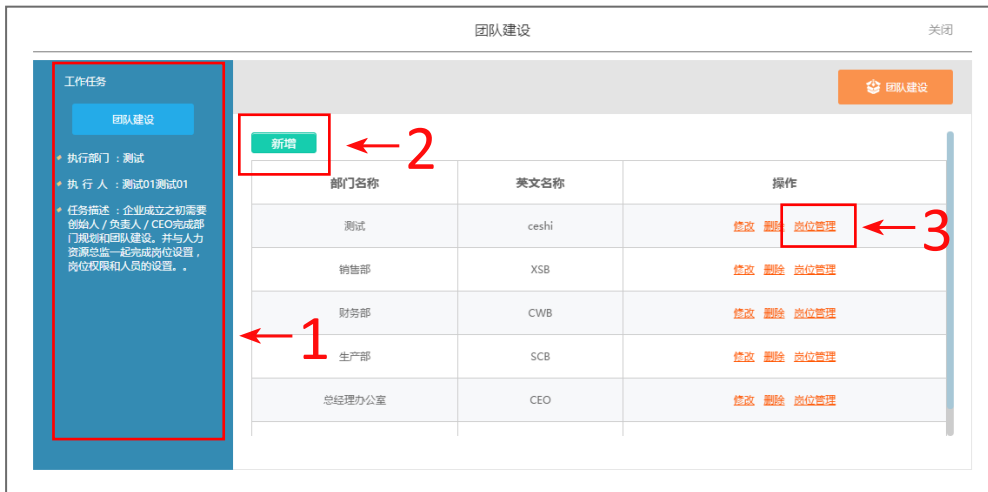 团队建设
关闭
工作任务
团队建设
团队建设
执行部门 ：测试
执 行 人 ：测试01测试01
任务描述 ：企业成立之初需要
创始人 / 负责人 / CEO完成部
门规划和团队建设。并与人力
资源总监一起完成岗位设置 ，
岗位权限和人员的设置。。
1
新增
2
部门名称 英文名称 操作
测试 ceshi 修改 删除 岗位管理
3
销售部 XSB 修改 删除 岗位管理
财务部 CWB 修改 删除 岗位管理
生产部 SCB 修改 删除 岗位管理
总经理办公室 CEO 修改 删除 岗位管理